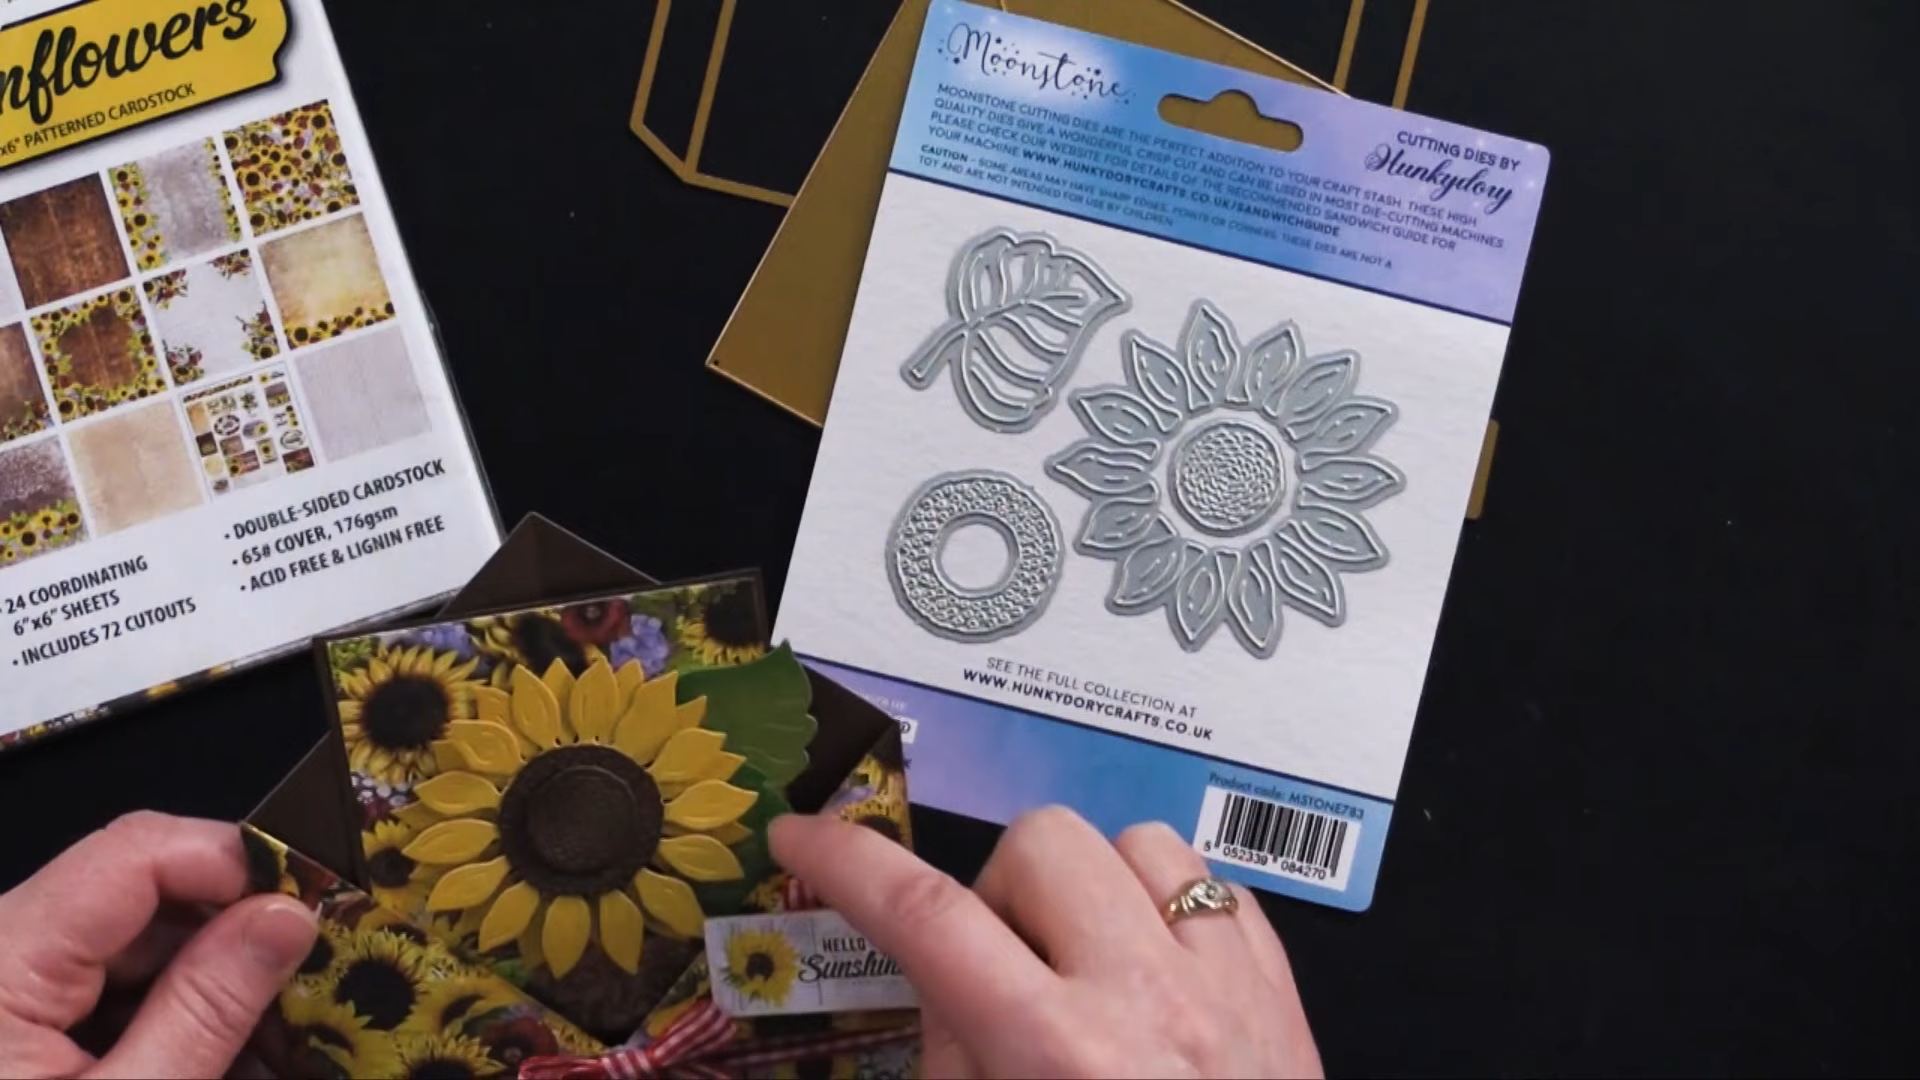 nflowers
x6" PATTERNED CARDSTOCK
24 COORDINATING
6"x6" SHEETS
• INCLUDES 72 CUTOUTS
• DOUBLE-SIDED CARDSTOCK
• 65# COVER, 176gsm
• ACID FREE & LIGNIN FREE
Moonstone
CUTTING DIES BY
Hunkydory
MOONSTONE CUTTING DIES ARE THE PERFECT ADDITION TO YOUR CRAFT STASH. THESE HIGH
QUALITY DIES GIVE A WONDERFUL CRISP CUT AND CAN BE USED IN MOST DIE-CUTTING MACHINES
PLEASE CHECK OUR WEBSITE FOR DETAILS OF THE RECOMMENDED SANDWICH GUIDE FOR
YOUR MACHINE WWW.HUNKYDORYCRAFTS.CO.UK/SANDWICHGUIDE
CAUTION - SOME AREAS MAY HAVE SHARP EDGES, POINTS OR CORNERS. THESE DIES ARE NOT A
TOY AND ARE NOT INTENDED FOR USE BY CHILDREN
SEE THE FULL COLLECTION AT
WWW.HUNKYDORYCRAFTS.CO.UK
Product code: MSTONE783
5 052339 084270
HELLO
Sunshin